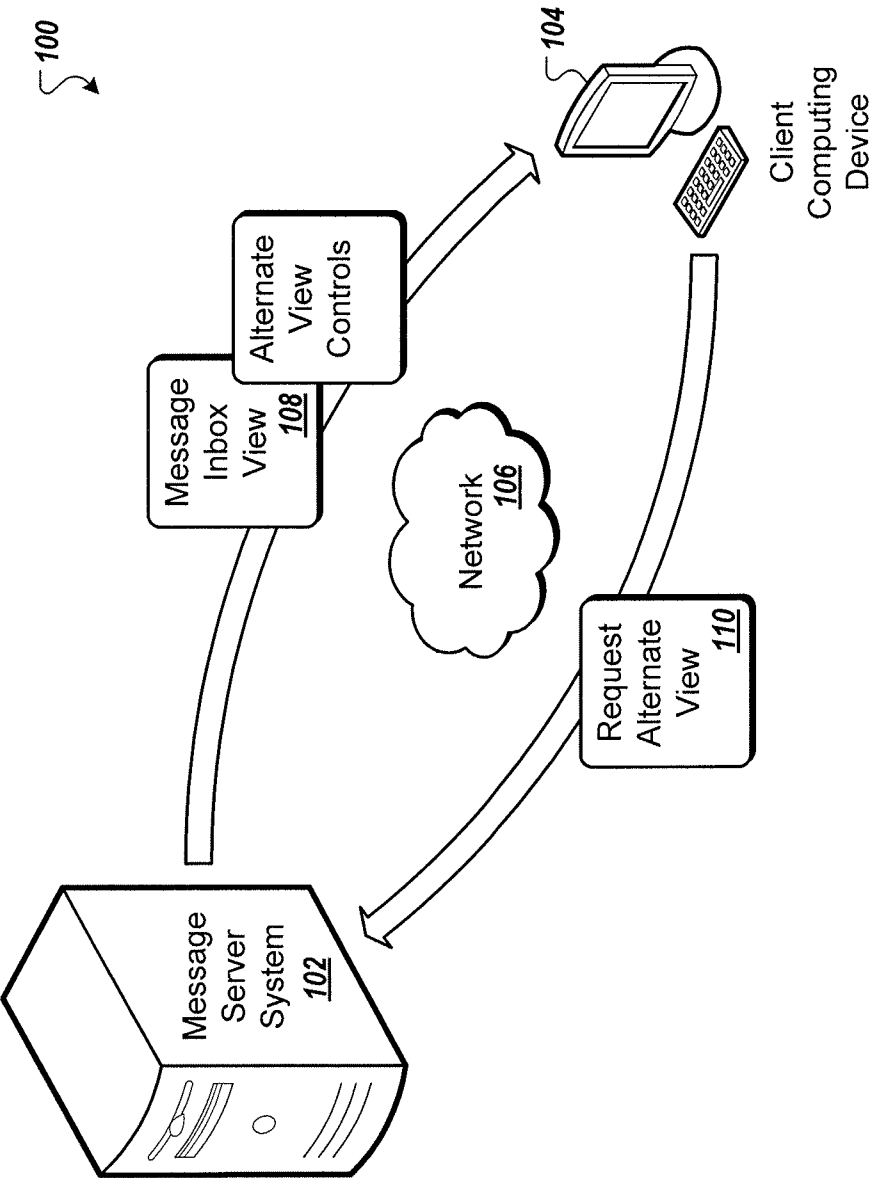 100
Message
Server
System
102
Message
Inbox
View
108
Alternate
View
Controls
104
Client
Computing
Device
Network
106
Request
Alternate
View
110